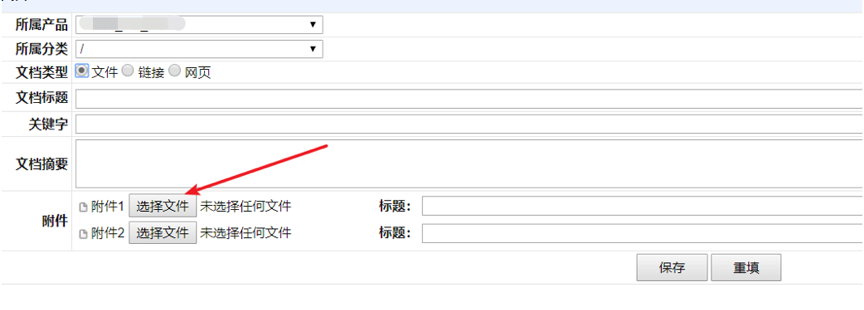 所属产品
所属分类 /
文档类型 文件 链接 网页
文档标题
关键字
文档摘要
附件 附件1 选择文件 未选择任何文件 标题：
附件2 选择文件 未选择任何文件 标题：
保存 重填